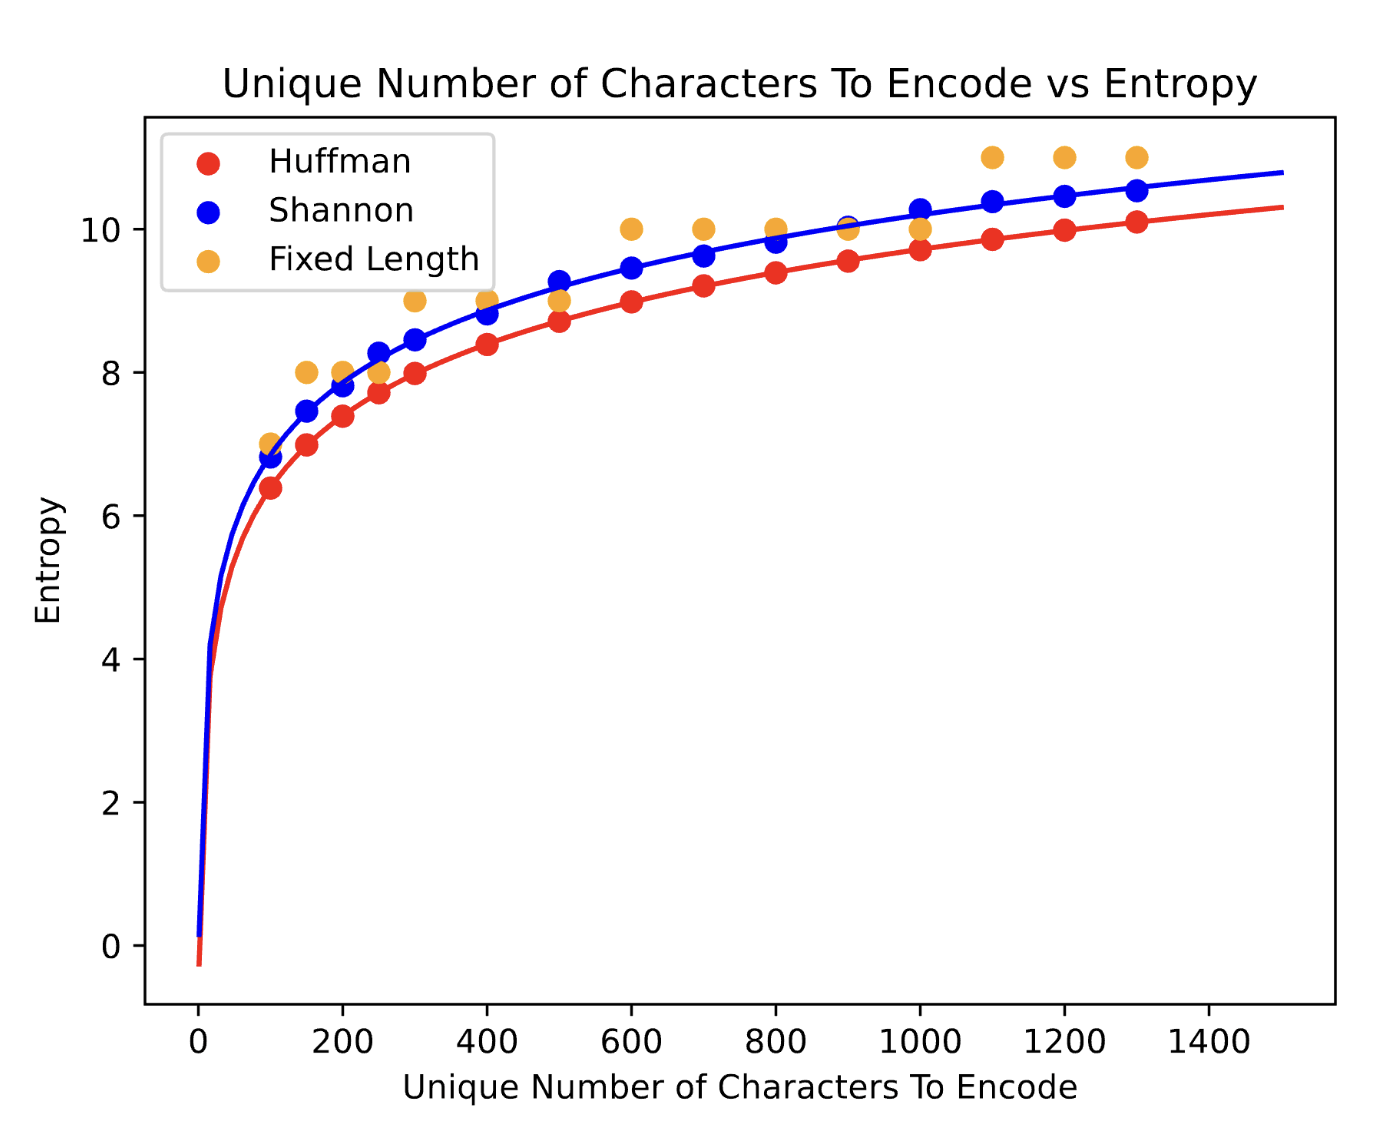 Unique Number of Characters To Encode vs Entropy
Huffman
Shannon
Fixed Length
10
8
6
4
2
0
Entropy
0 200 400 600 800 1000 1200 1400
Unique Number of Characters To Encode